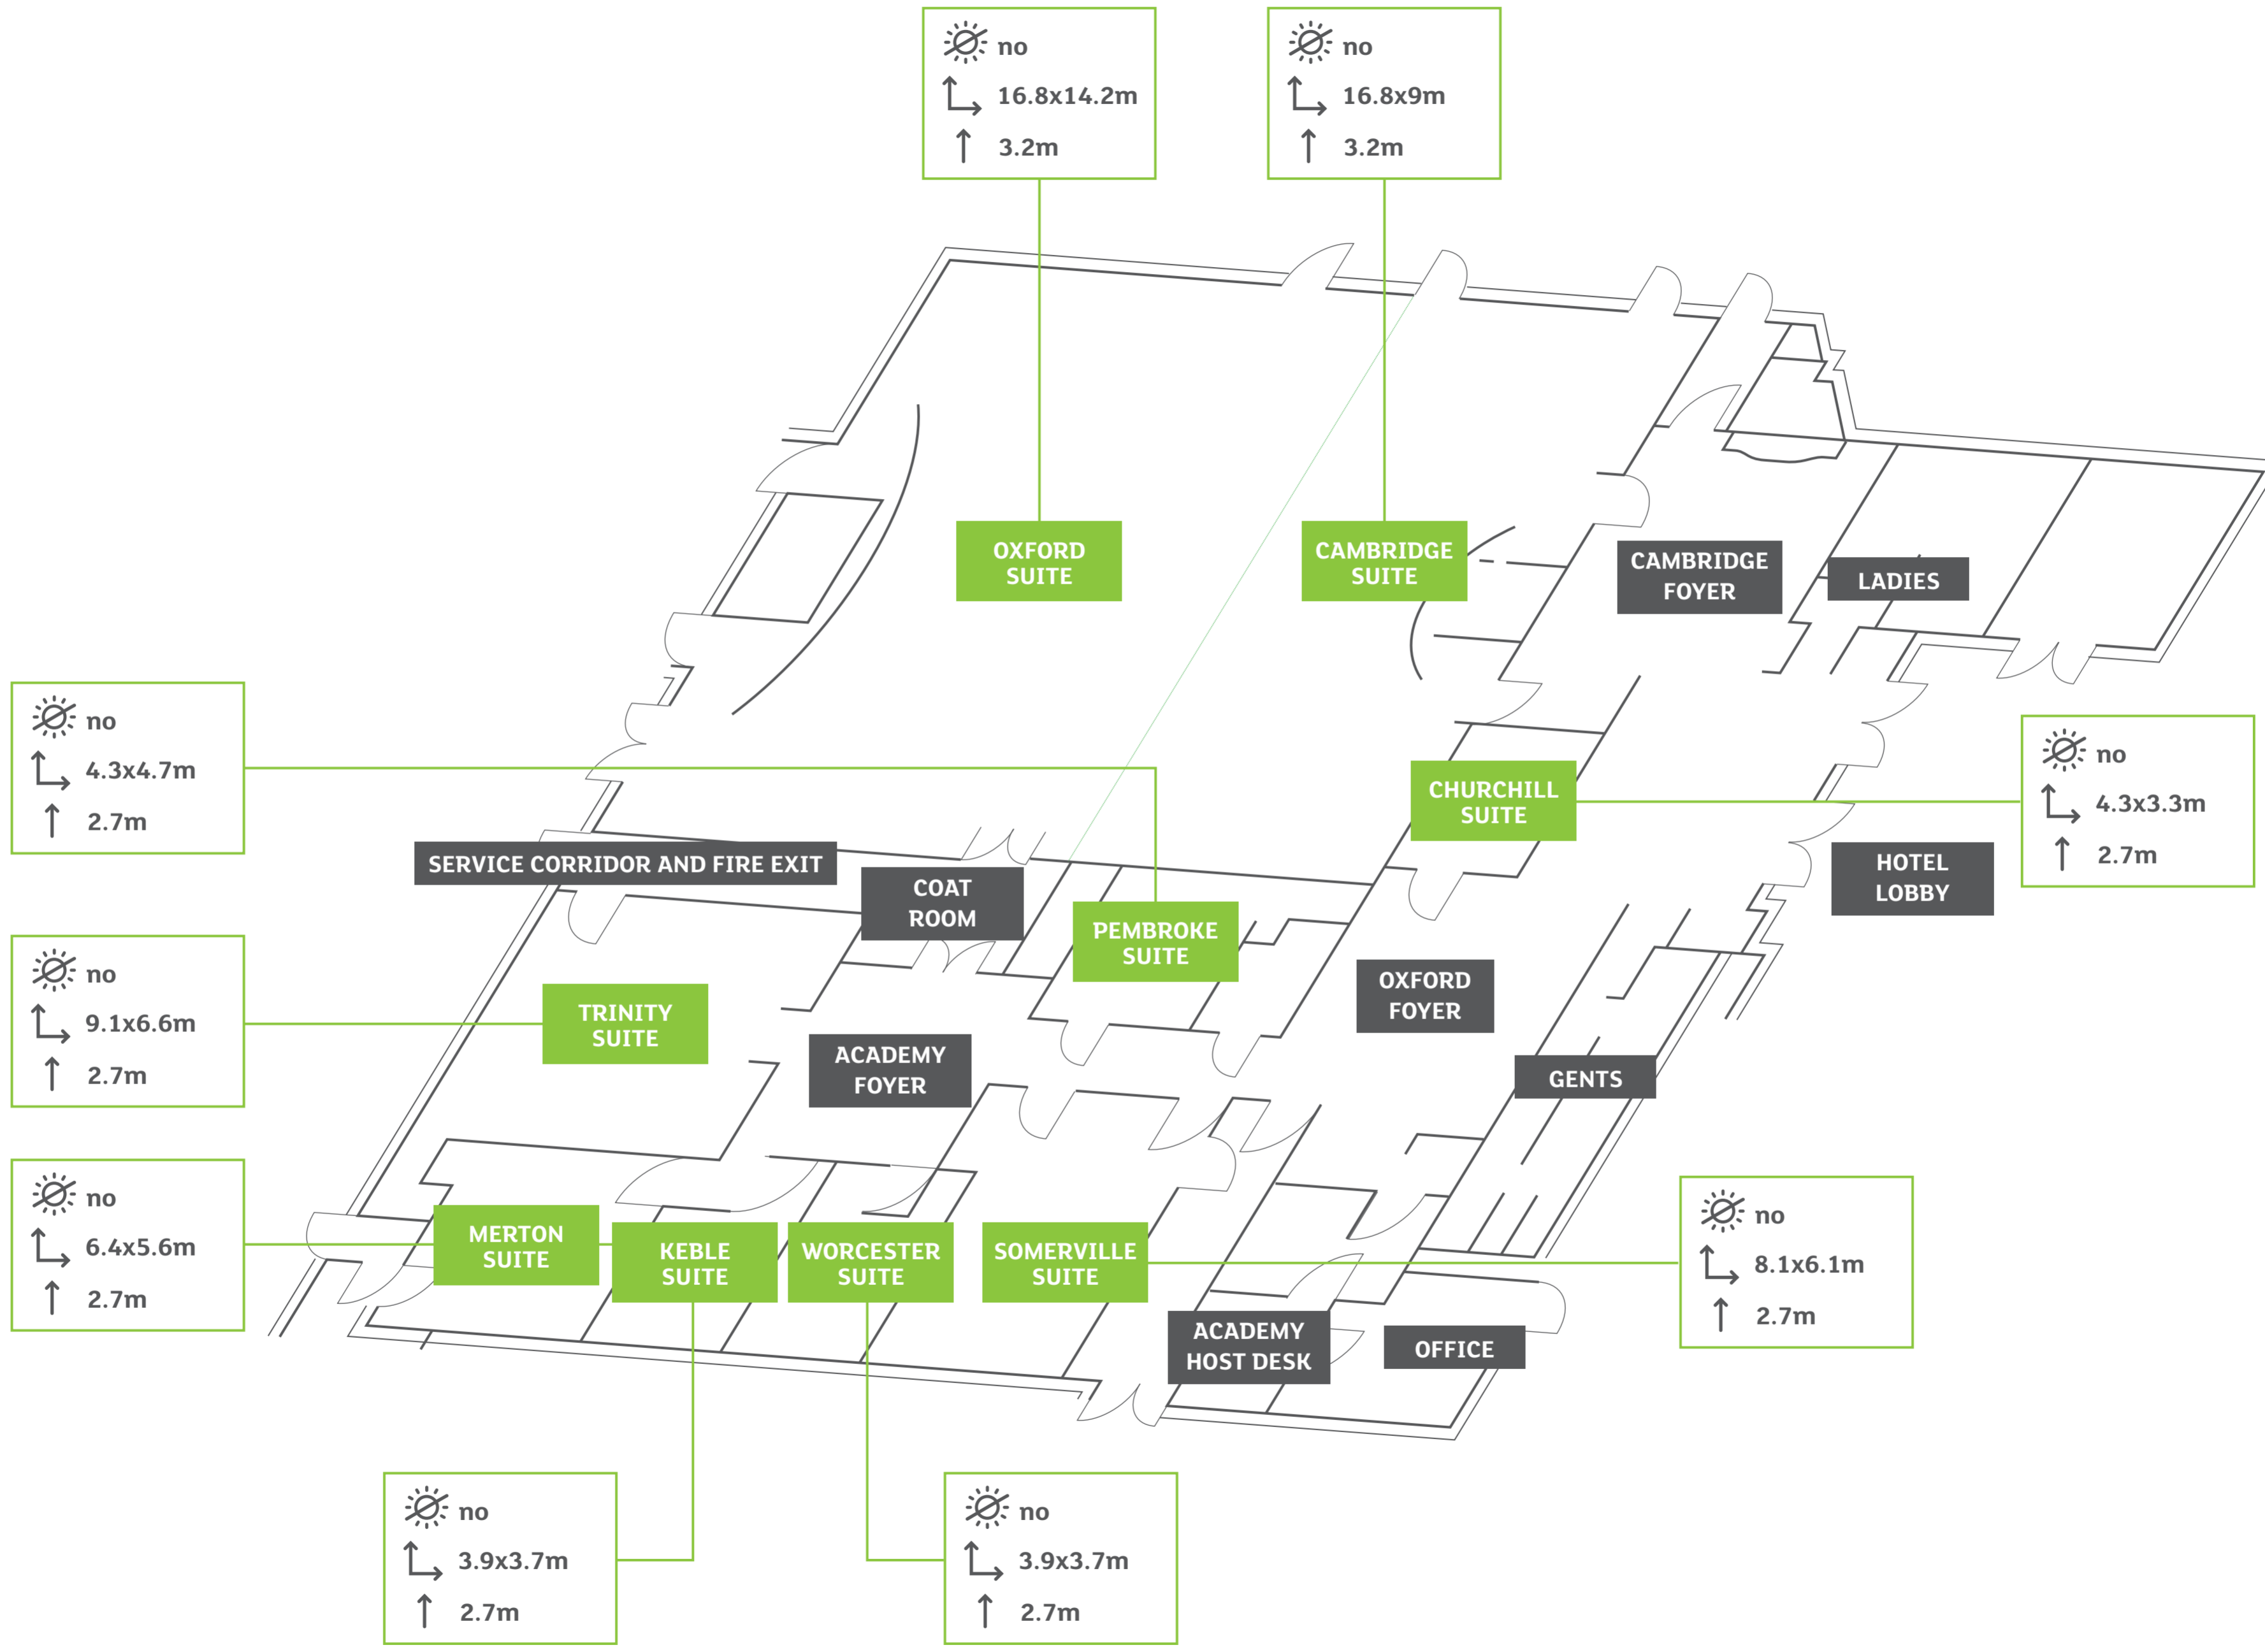 no
16.8x14.2m
3.2m
no
16.8x9m
3.2m
OXFORD
SUITE
CAMBRIDGE
SUITE
CAMBRIDGE
FOYER
LADIES
no
4.3x4.7m
2.7m
CHURCHILL
SUITE
no
4.3x3.3m
2.7m
SERVICE CORRIDOR AND FIRE EXIT
COAT
ROOM
HOTEL
LOBBY
PEMBROKE
SUITE
OXFORD
FOYER
no
9.1x6.6m
2.7m
TRINITY
SUITE
ACADEMY
FOYER
GENTS
no
6.4x5.6m
2.7m
MERTON
SUITE
KEBLE
SUITE
WORCESTER
SUITE
SOMERVILLE
SUITE
no
8.1x6.1m
2.7m
ACADEMY
HOST DESK
OFFICE
no
3.9x3.7m
2.7m
no
3.9x3.7m
2.7m